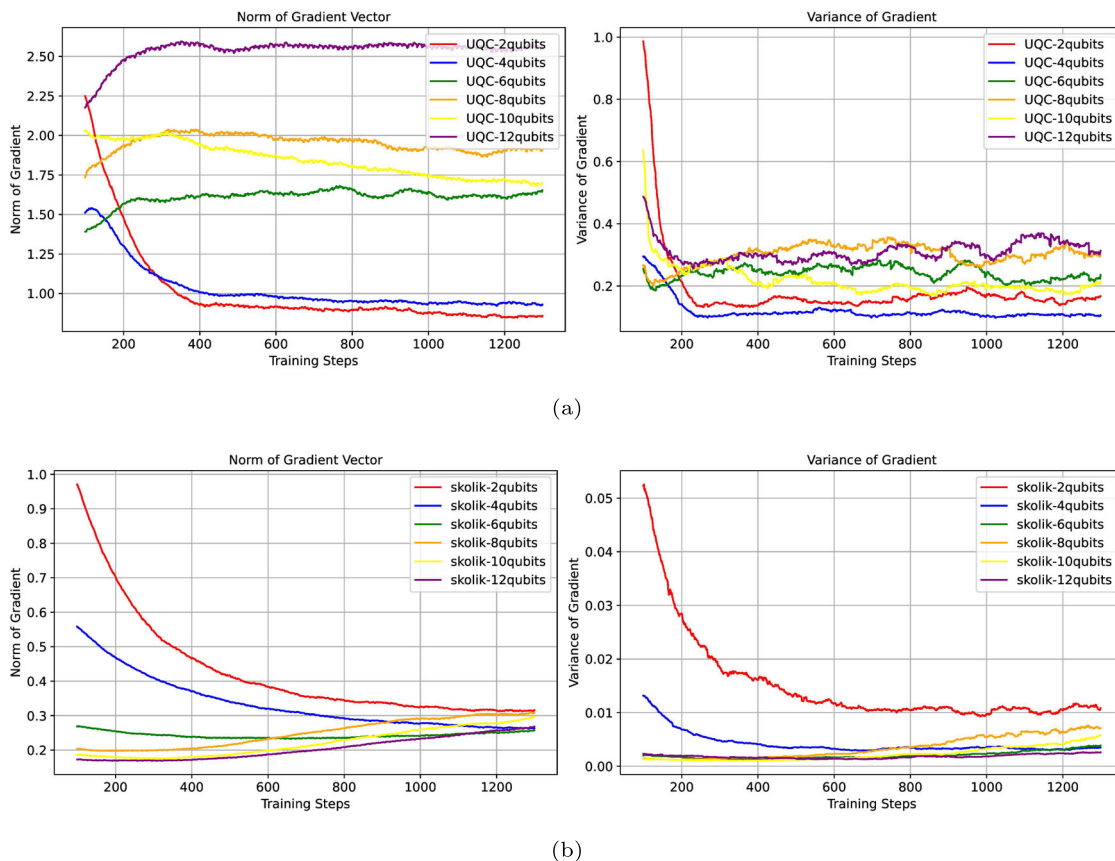 Norm of Gradient Vector
Norm of Gradient
2.50
2.25
2.00
1.75
1.50
1.25
1.00
UQC-2qubits
UQC-4qubits
UQC-6qubits
UQC-8qubits
UQC-10qubits
UQC-12qubits
200 400 600 800 1000 1200
Training Steps
Variance of Gradient
Variance of Gradient
1.0
0.8
0.6
0.4
0.2
UQC-2qubits
UQC-4qubits
UQC-6qubits
UQC-8qubits
UQC-10qubits
UQC-12qubits
200 400 600 800 1000 1200
Training Steps
(a)
Norm of Gradient Vector
Norm of Gradient
1.0
0.9
0.8
0.7
0.6
0.5
0.4
0.3
0.2
skolik-2qubits
skolik-4qubits
skolik-6qubits
skolik-8qubits
skolik-10qubits
skolik-12qubits
200 400 600 800 1000 1200
Training Steps
Variance of Gradient
Variance of Gradient
0.05
0.04
0.03
0.02
0.01
0.00
skolik-2qubits
skolik-4qubits
skolik-6qubits
skolik-8qubits
skolik-10qubits
skolik-12qubits
200 400 600 800 1000 1200
Training Steps
(b)